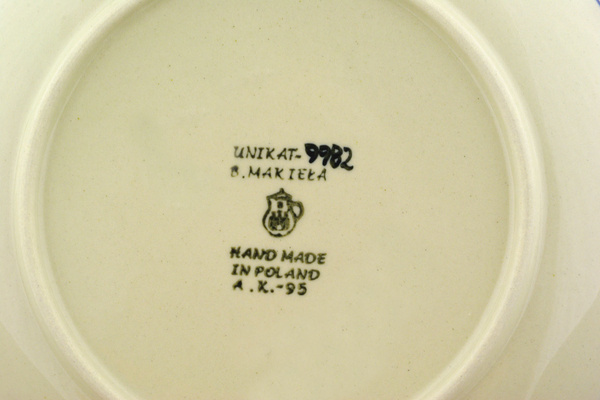 UNIKAT-9982
B. MAKIEŁA
B
HAND MADE
IN POLAND
A.K.-95